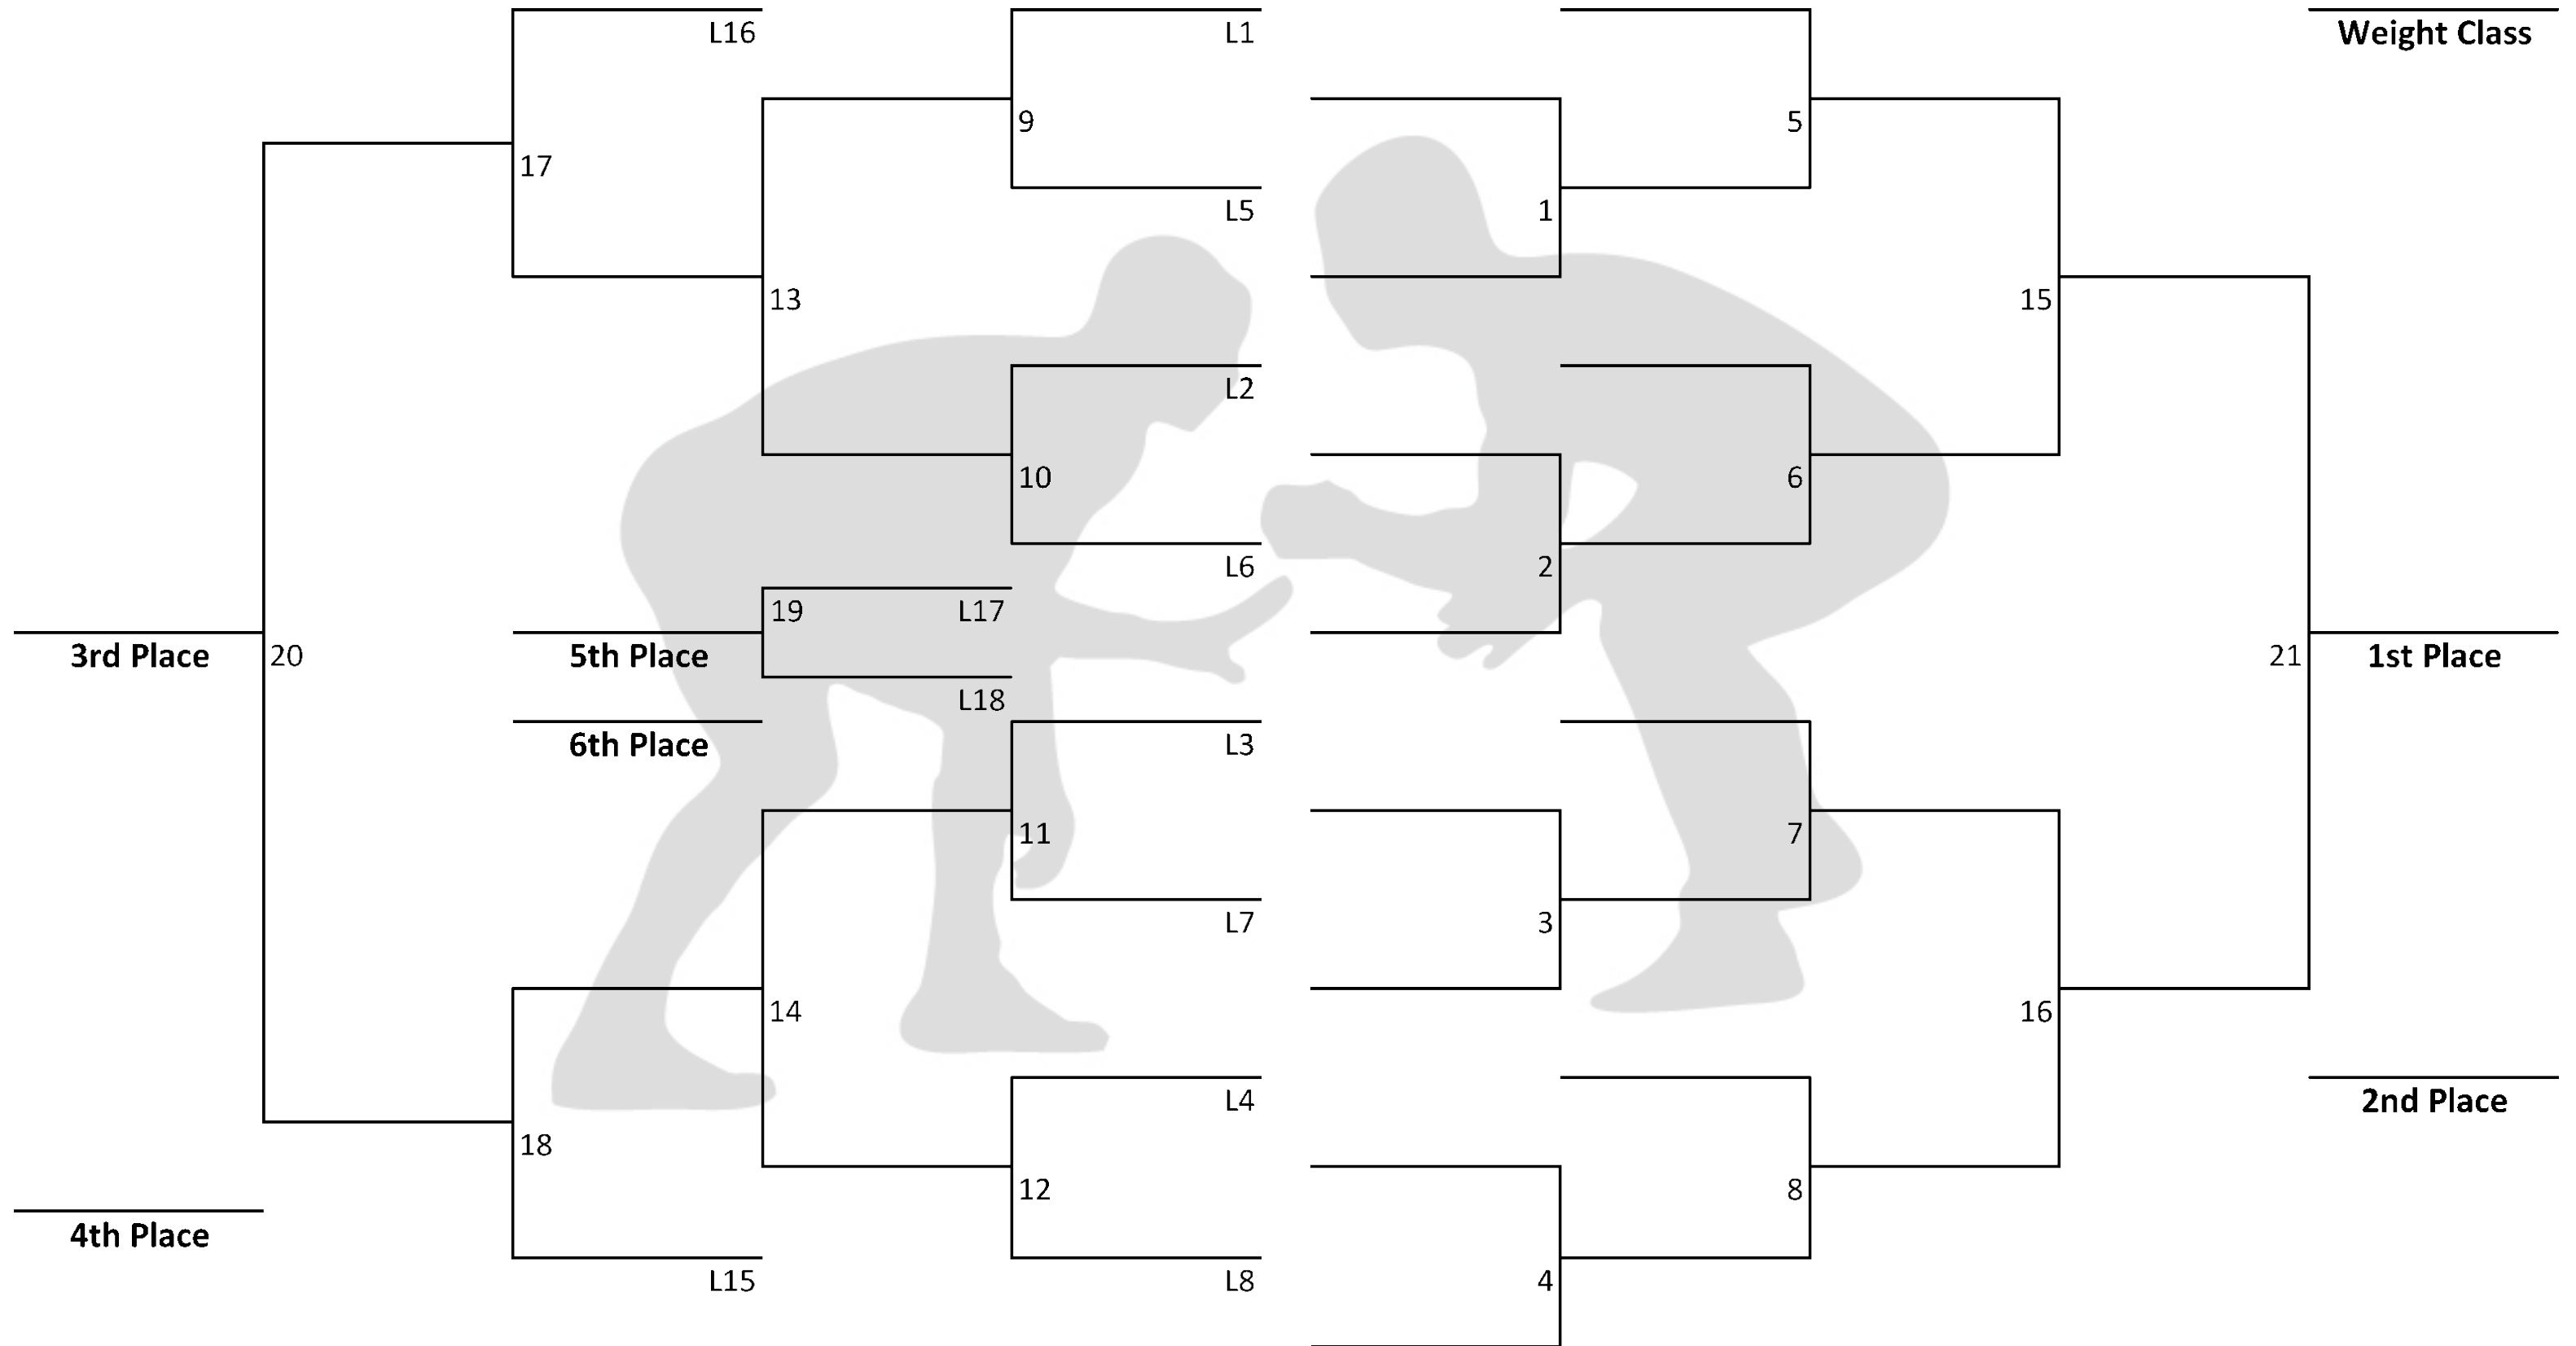 L16
L1
Weight Class
9
5
17
L5
1
13
15
L2
10
6
L6
2
19
L17
3rd Place
20
5th Place
21
1st Place
L18
6th Place
L3
11
7
L7
3
14
16
L4
2nd Place
18
12
8
4th Place
L15
L8
4